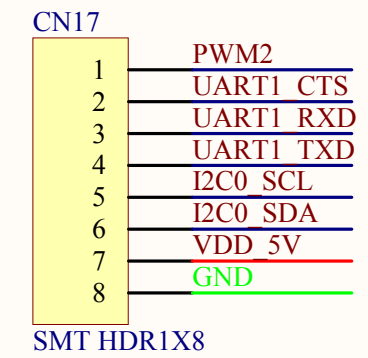 CN17
1 PWM2
2 UART1_CTS
3 UART1_RXD
4 UART1_TXD
5 I2C0_SCL
6 I2C0_SDA
7 VDD_5V
8 GND
SMT HDR1X8